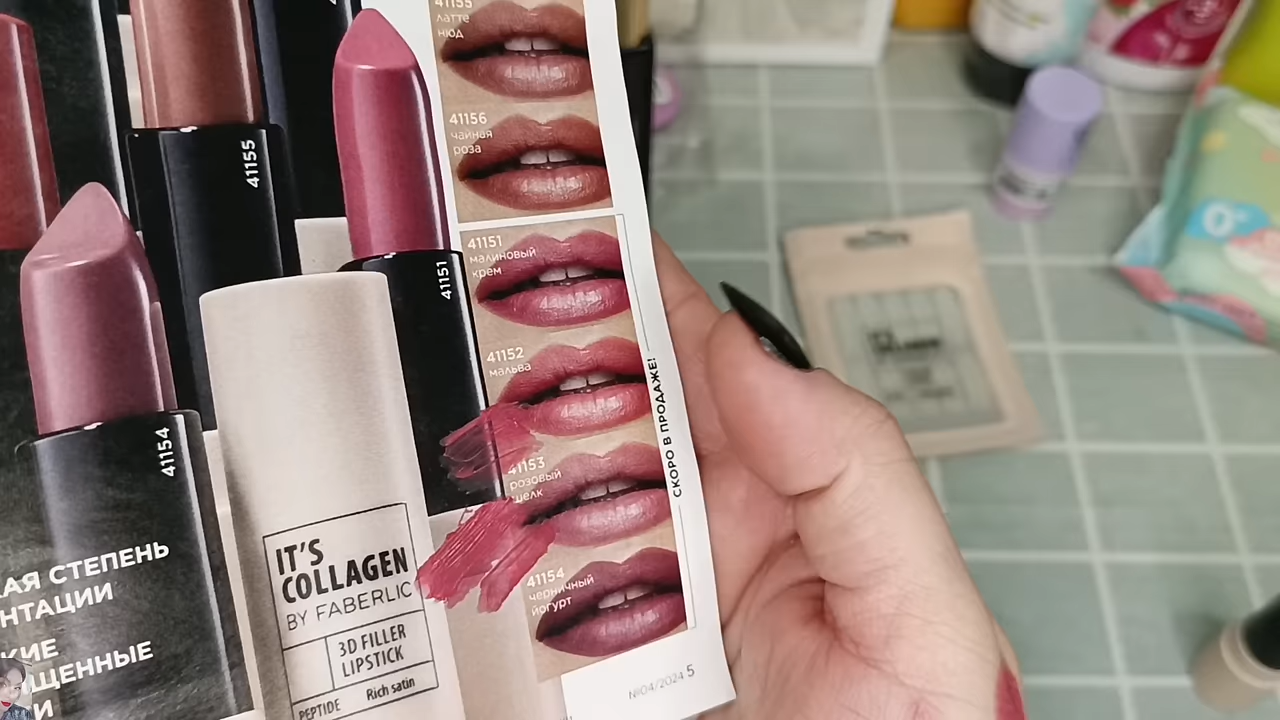 41155
латте
нюд
41156
чайная
роза
41151
малиновый
крем
41152
мальва
41153
розовый
шелк
41154
черничный
йогурт
СКОРО В ПРОДАЖЕ!
41155
41151
41154
АЯ СТЕПЕНЬ
НТАЦИИ
КИЕ
ЩЕННЫЕ
И
IT'S
COLLAGEN
BY FABERLIC
3D FILLER
LIPSTICK
PEPTIDE
Rich satin
№04/2024 5
0+